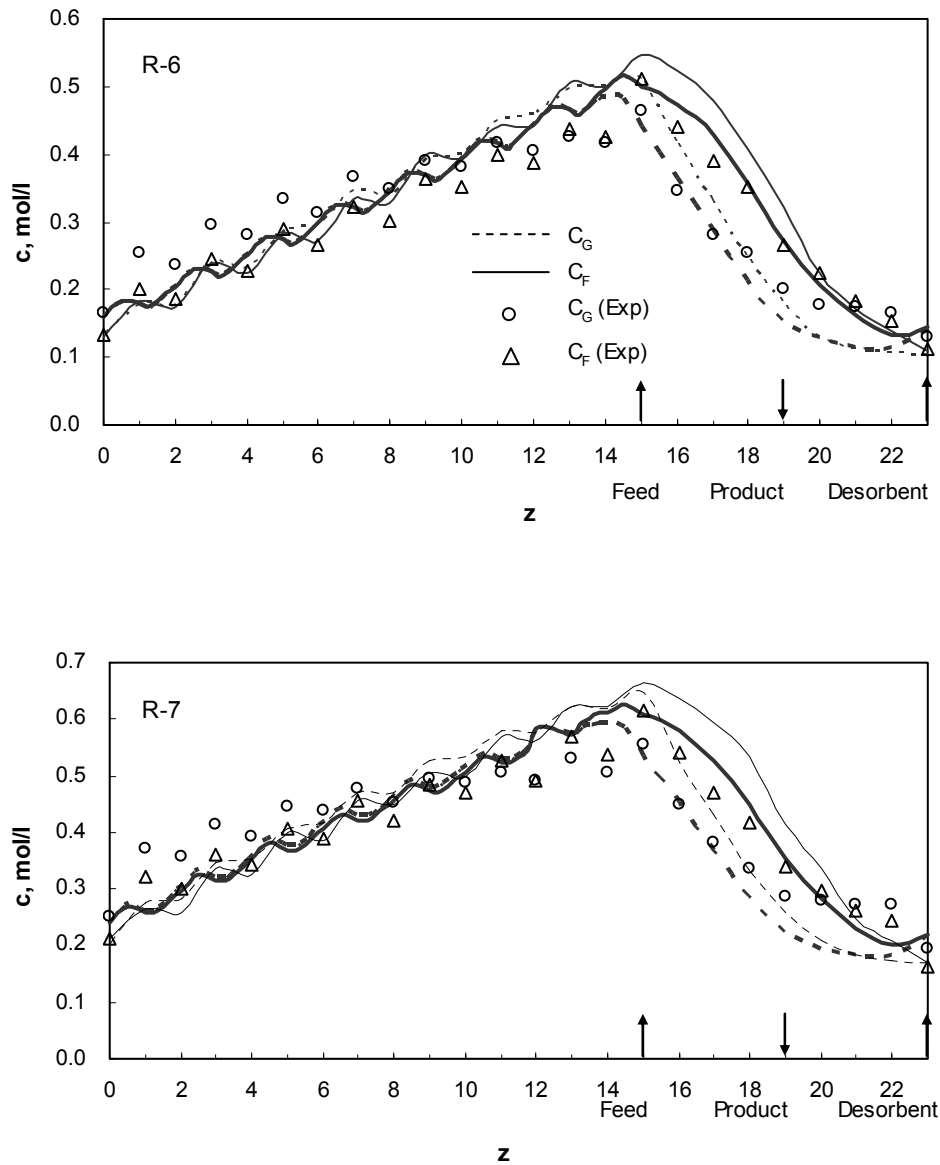 0.6
R-6
0.5
0.4
c, mol/l
0.3
C_G
C_F
0.2
C_G (Exp)
C_F (Exp)
0.1
0.0
0 2 4 6 8 10 12 14 16 18 20 22
Feed Product Desorbent
z
0.7
R-7
0.6
0.5
0.4
c, mol/l
0.3
0.2
0.1
0.0
0 2 4 6 8 10 12 14 16 18 20 22
Feed Product Desorbent
z